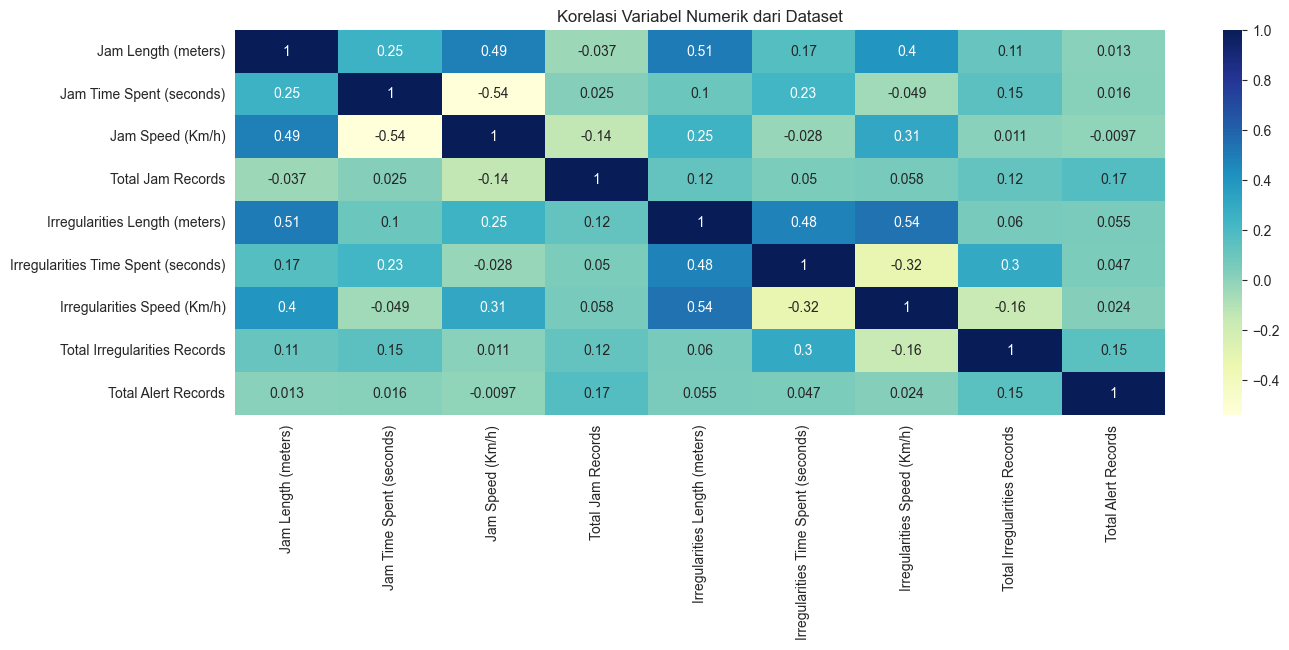 Korelasi Variabel Numerik dari Dataset
Jam Length (meters) 1 0.25 0.49 -0.037 0.51 0.17 0.4 0.11 0.013
Jam Time Spent (seconds) 0.25 1 -0.54 0.025 0.1 0.23 -0.049 0.15 0.016
Jam Speed (Km/h) 0.49 -0.54 1 -0.14 0.25 -0.028 0.31 0.011 -0.0097
Total Jam Records -0.037 0.025 -0.14 1 0.12 0.05 0.058 0.12 0.17
Irregularities Length (meters) 0.51 0.1 0.25 0.12 1 0.48 0.54 0.06 0.055
Irregularities Time Spent (seconds) 0.17 0.23 -0.028 0.05 0.48 1 -0.32 0.3 0.047
Irregularities Speed (Km/h) 0.4 -0.049 0.31 0.058 0.54 -0.32 1 -0.16 0.024
Total Irregularities Records 0.11 0.15 0.011 0.12 0.06 0.3 -0.16 1 0.15
Total Alert Records 0.013 0.016 -0.0097 0.17 0.055 0.047 0.024 0.15 1
Jam Length (meters)
Jam Time Spent (seconds)
Jam Speed (Km/h)
Total Jam Records
Irregularities Length (meters)
Irregularities Time Spent (seconds)
Irregularities Speed (Km/h)
Total Irregularities Records
Total Alert Records
1.0
0.8
0.6
0.4
0.2
0.0
−0.2
−0.4